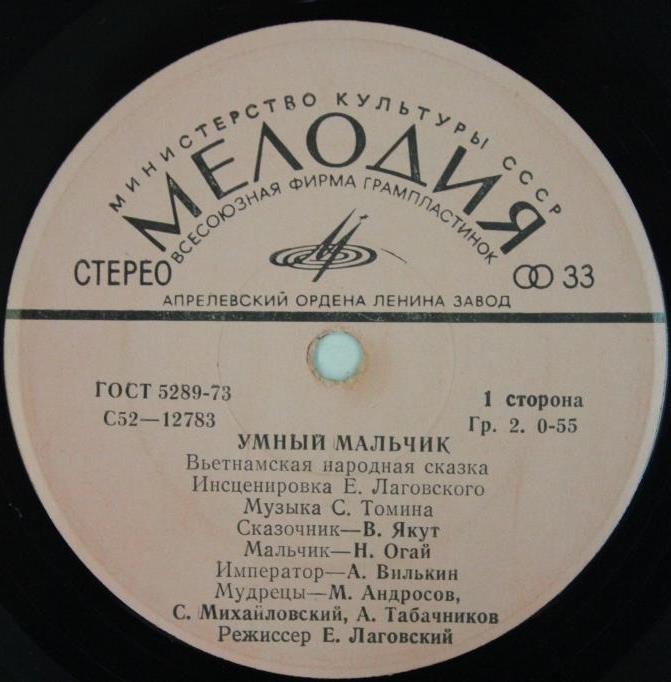 МИНИСТЕРСТВО КУЛЬТУРЫ СССР
МЕЛОДИЯ
ВСЕСОЮЗНАЯ ФИРМА ГРАМПЛАСТИНОК
СТЕРЕО 33
АПРЕЛЕВСКИЙ ОРДЕНА ЛЕНИНА ЗАВОД
ГОСТ 5289-73 1 сторона
С52—12783 Гр. 2. 0-55
УМНЫЙ МАЛЬЧИК
Вьетнамская народная сказка
Инсценировка Е. Лаговского
Музыка С. Томина
Сказочник—В. Якут
Мальчик—Н. Огай
Император—А. Вилькин
Мудрецы—М. Андросов,
С. Михайловский, А. Табачников
Режиссер Е. Лаговский